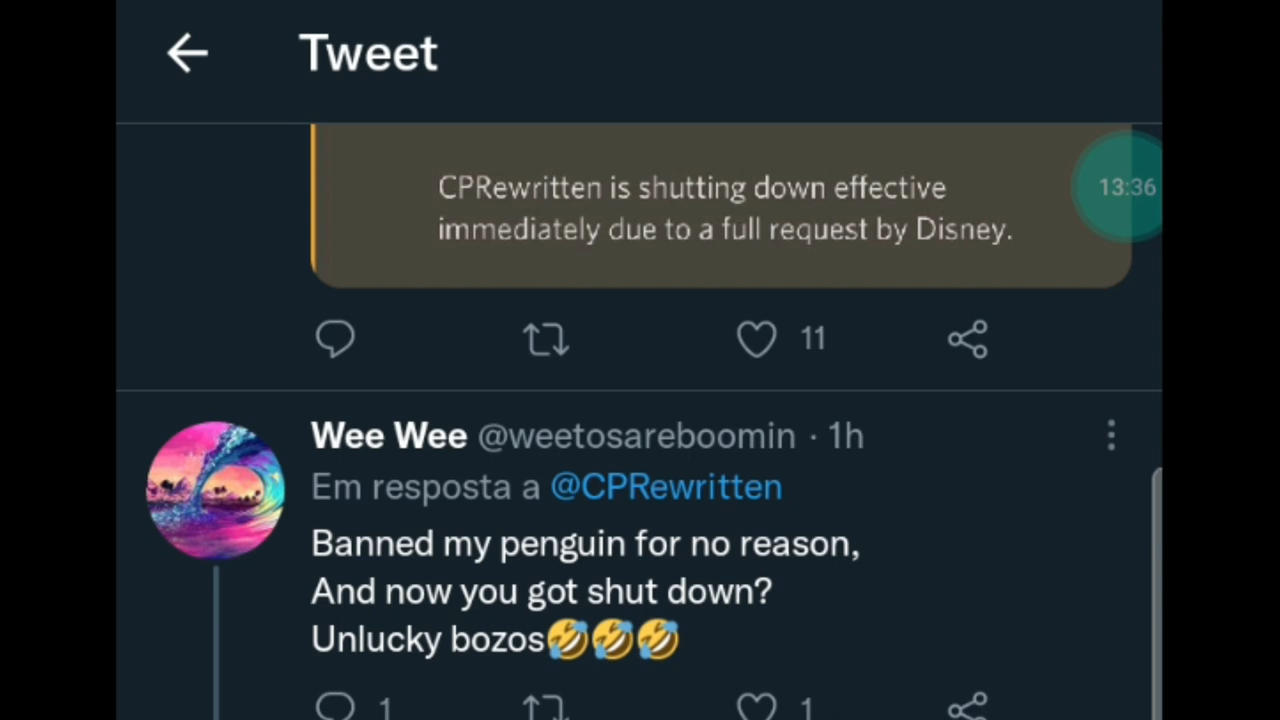 Tweet
CPRewritten is shutting down effective
13:36
immediately due to a full request by Disney.
11
Wee Wee @weetosareboomin · 1h
Em resposta a @CPRewritten
Banned my penguin for no reason,
And now you got shut down?
Unlucky bozos🤣🤣🤣
1 1